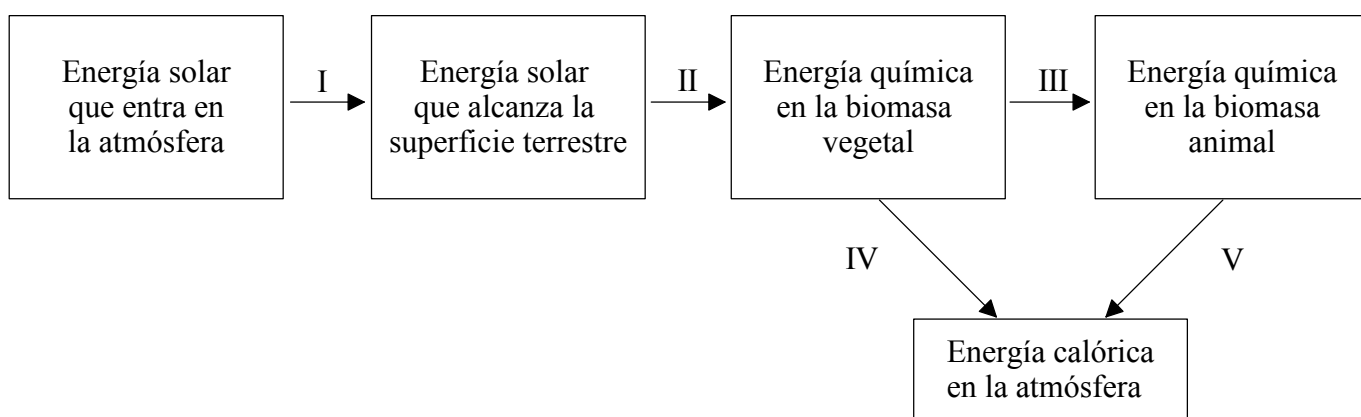 Energía solar
que entra en
la atmósfera
I
Energía solar
que alcanza la
superficie terrestre
II
Energía química
en la biomasa
vegetal
III
Energía química
en la biomasa
animal
IV
V
Energía calórica
en la atmósfera